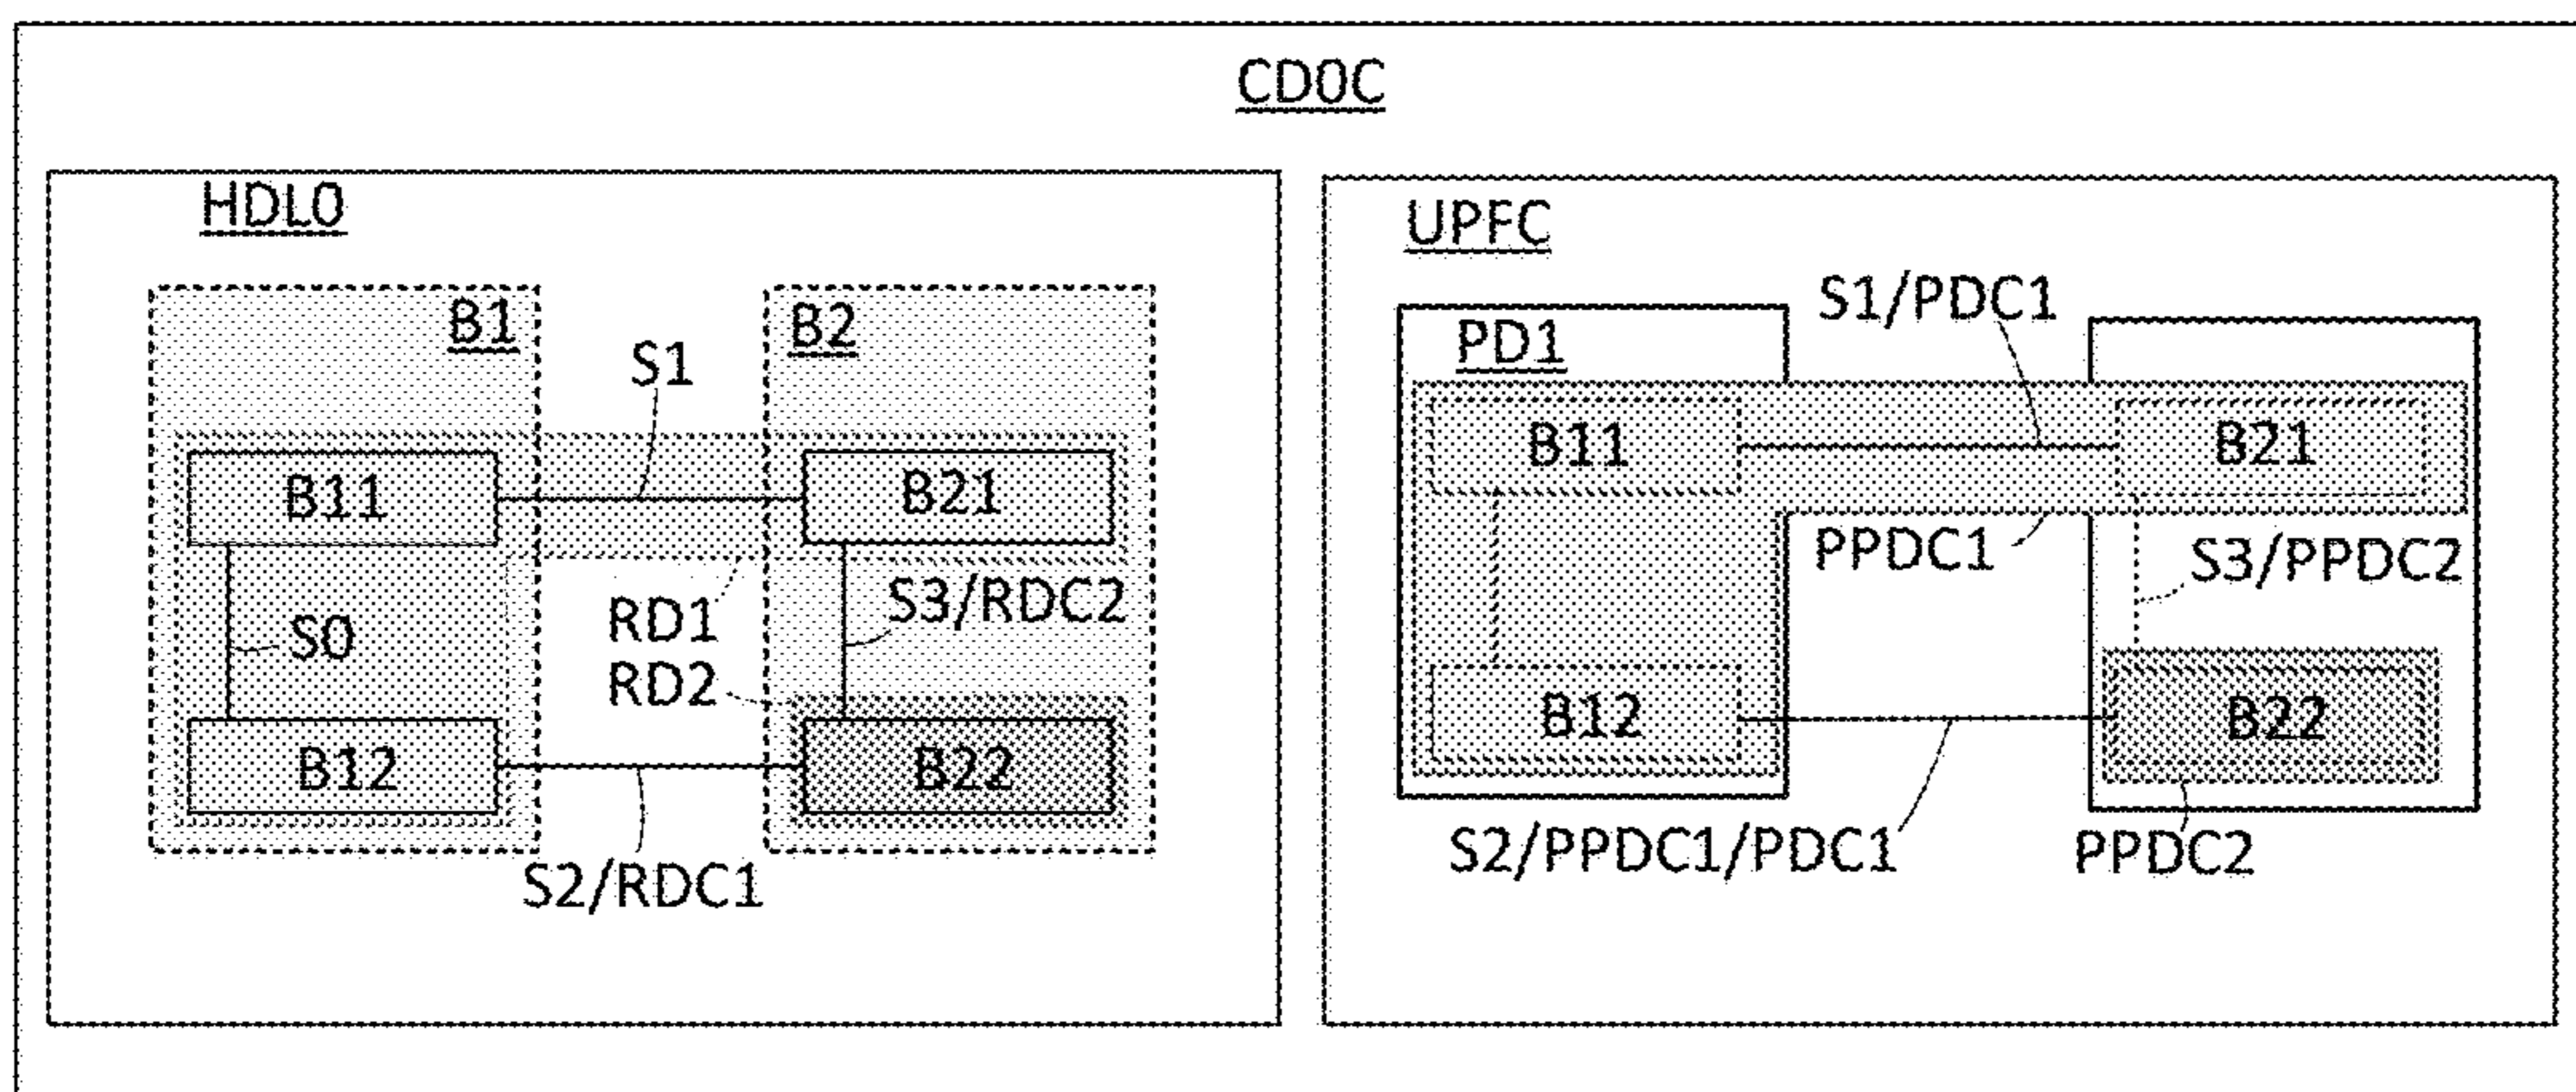 CD0C
HDL0
B1
B2
S1
B11
B21
S0
RD1
S3/RDC2
RD2
B12
B22
S2/RDC1
UPFC
S1/PDC1
PD1
B11
B21
PPDC1
S3/PPDC2
B12
B22
S2/PPDC1/PDC1
PPDC2